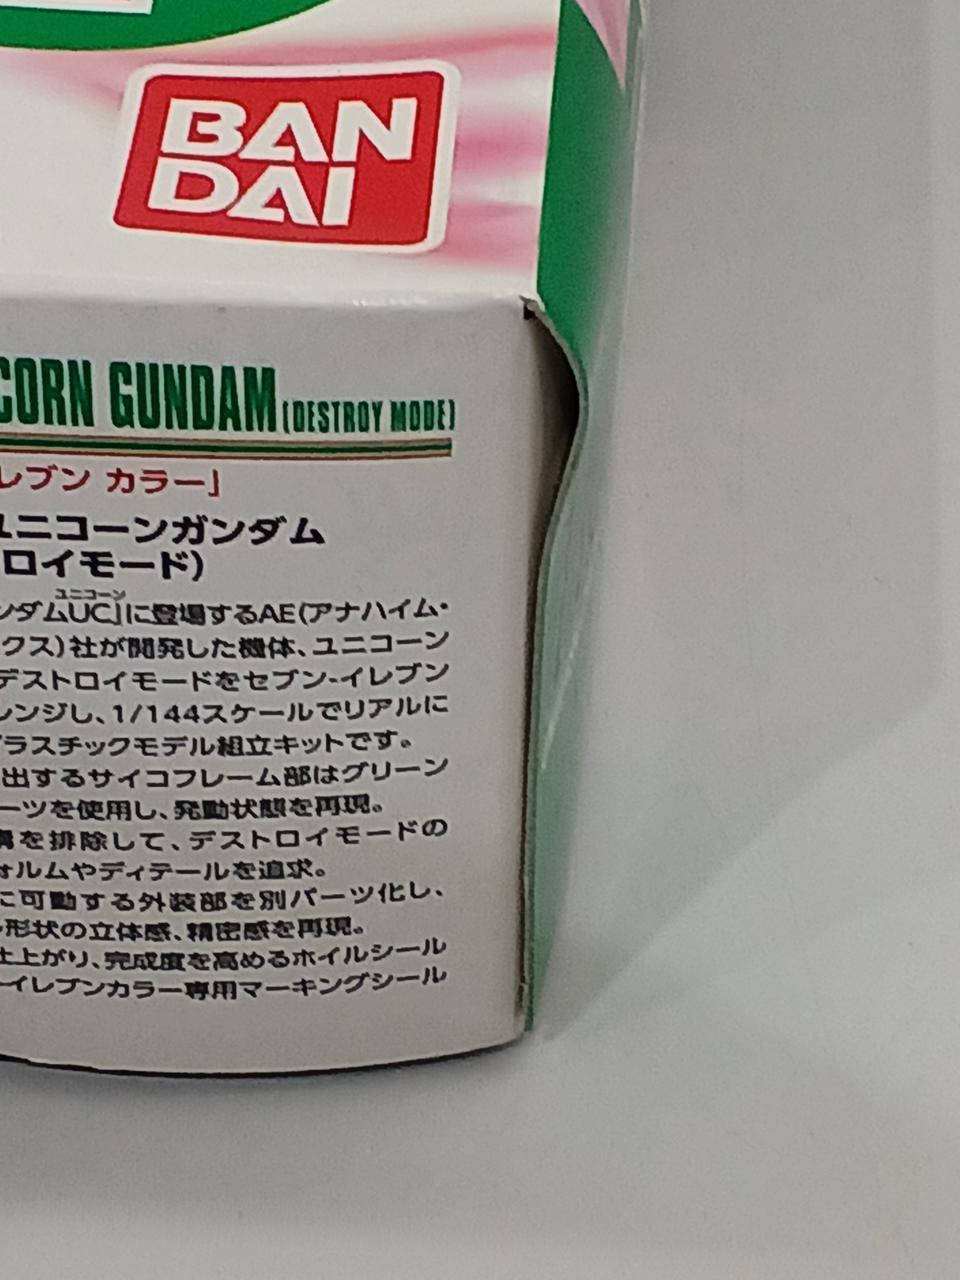 BAN
DAI
CORN GUNDAM [DESTROY MODE]
レブン カラー」
ユニコーンガンダム
ロイモード)
ユニコーン
ンダムUC』に登場するAE(アナハイム・
クス)社が開発した機体、ユニコーン
デストロイモードをセブン-イレブン
レンジし、1/144スケールでリアルに
プラスチックモデル組立キットです。
出するサイコフレーム部はグリーン
ーツを使用し、発動状態を再現。
を排除して、デストロイモードの
ォルムやディテールを追求。
に可動する外装部を別パーツ化し、
形状の立体感、精密感を再現。
仕上がり、完成度を高めるホイルシール
ーイレブンカラー専用マーキングシール